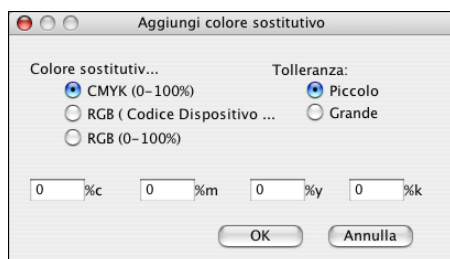 Aggiungi colore sostitutivo
Colore sostitutiv...
CMYK (0-100%)
RGB ( Codice Dispositivo ...
RGB (0-100%)
Tolleranza:
Piccolo
Grande
0 %c 0 %m 0 %y 0 %k
OK Annulla